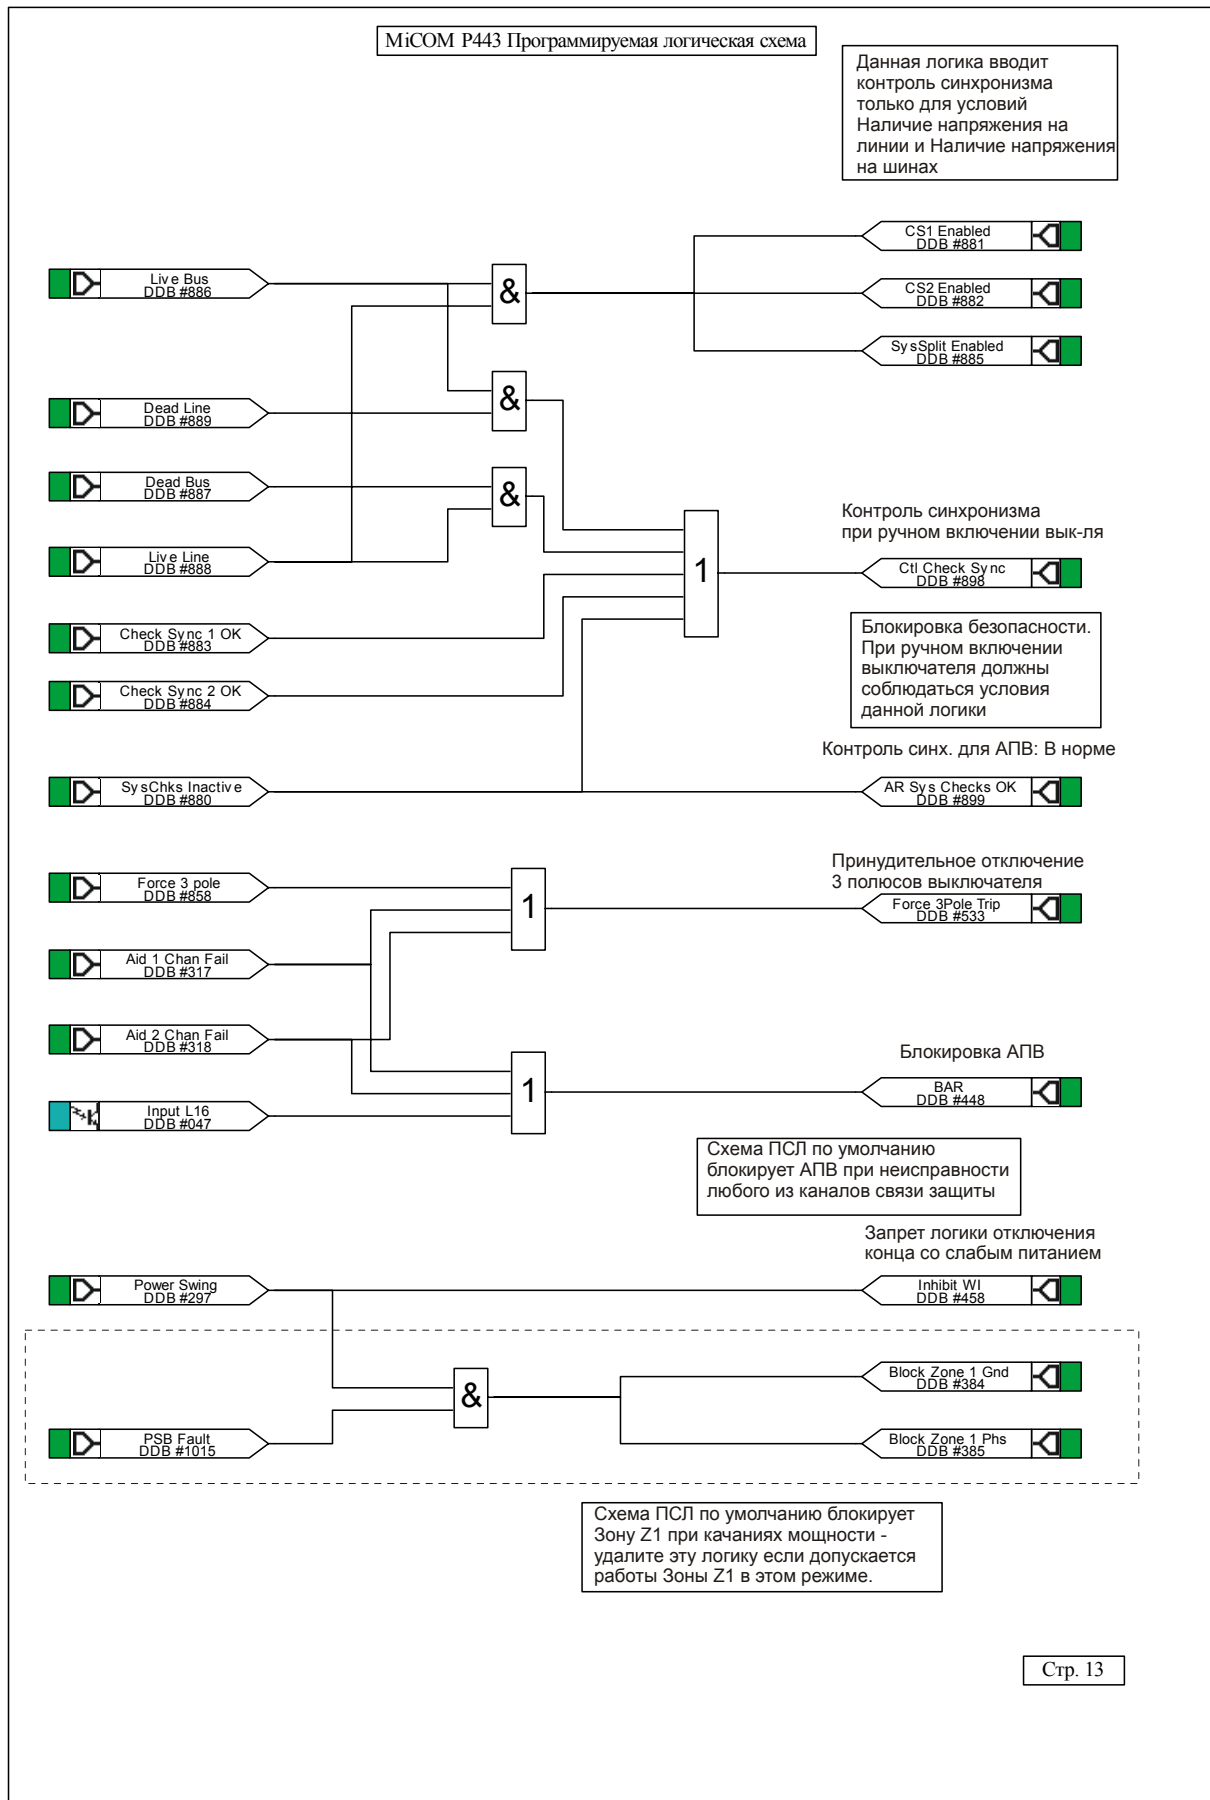 MiCOM P443 Программируемая логическая схема
Данная логика вводит
контроль синхронизма
только для условий
Наличие напряжения на
линии и Наличие напряжения
на шинах
CS1 Enabled
DDB #881
Live Bus
DDB #886
&
CS2 Enabled
DDB #882
SysSplit Enabled
DDB #885
Dead Line
DDB #889
&
Dead Bus
DDB #887
&
Контроль синхронизма
при ручном включении вык-ля
Live Line
DDB #888
1
Ctl Check Sync
DDB #898
Check Sync 1 OK
DDB #883
Блокировка безопасности.
При ручном включении
выключателя должны
соблюдаться условия
данной логики
Check Sync 2 OK
DDB #884
Контроль синх. для АПВ: В норме
SysChks Inactive
DDB #880
AR Sys Checks OK
DDB #899
Принудительное отключение
3 полюсов выключателя
Force 3 pole
DDB #858
1
Force 3Pole Trip
DDB #533
Aid 1 Chan Fail
DDB #317
Aid 2 Chan Fail
DDB #318
Блокировка АПВ
1
BAR
DDB #448
Input L16
DDB #047
Схема ПСЛ по умолчанию
блокирует АПВ при неисправности
любого из каналов связи защиты
Запрет логики отключения
конца со слабым питанием
Power Swing
DDB #297
Inhibit WI
DDB #458
Block Zone 1 Gnd
DDB #384
&
PSB Fault
DDB #1015
Block Zone 1 Phs
DDB #385
Схема ПСЛ по умолчанию блокирует
Зону Z1 при качаниях мощности -
удалите эту логику если допускается
работы Зоны Z1 в этом режиме.
Стр. 13